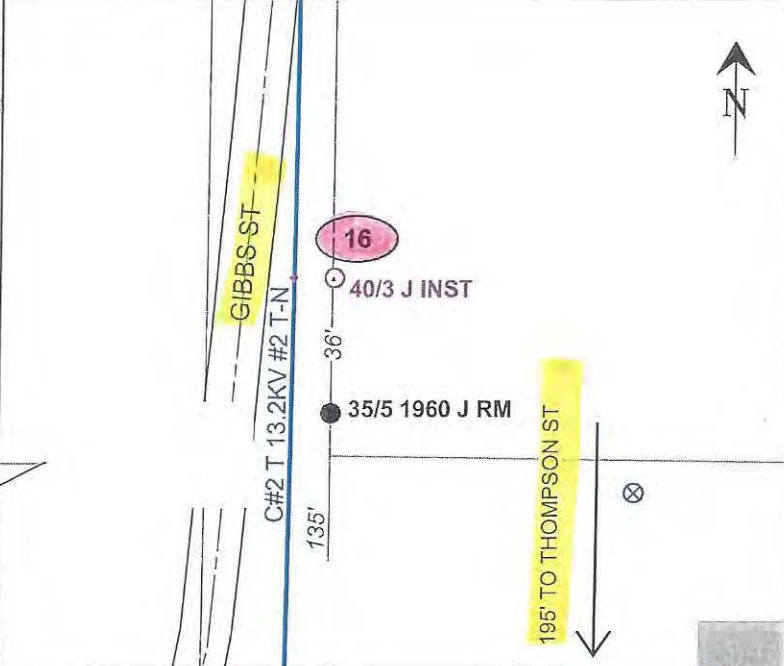 N
GIBBS ST
16
40/3 J INST
C#2 T 13.2KV #2 T-N
36'
35/5 1960 J RM
135'
195' TO THOMPSON ST